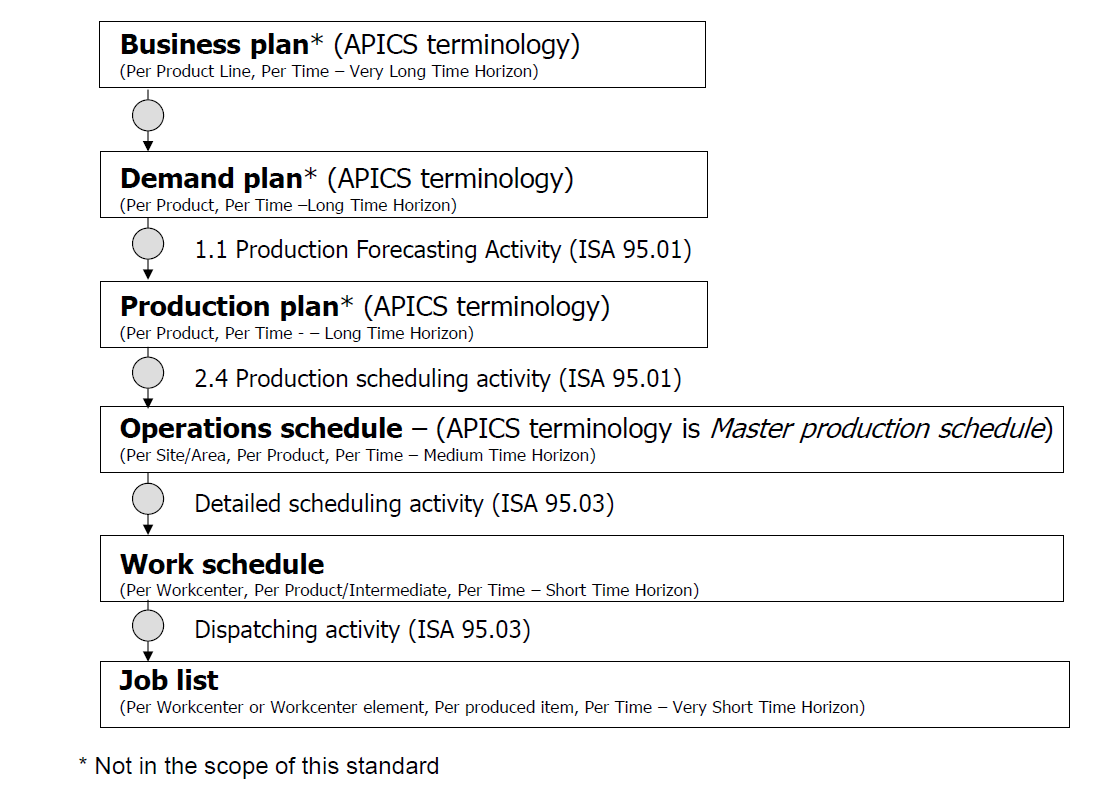 Business plan* (APICS terminology)
(Per Product Line, Per Time – Very Long Time Horizon)
Demand plan* (APICS terminology)
(Per Product, Per Time –Long Time Horizon)
1.1 Production Forecasting Activity (ISA 95.01)
Production plan* (APICS terminology)
(Per Product, Per Time - – Long Time Horizon)
2.4 Production scheduling activity (ISA 95.01)
Operations schedule – (APICS terminology is Master production schedule)
(Per Site/Area, Per Product, Per Time – Medium Time Horizon)
Detailed scheduling activity (ISA 95.03)
Work schedule
(Per Workcenter, Per Product/Intermediate, Per Time – Short Time Horizon)
Dispatching activity (ISA 95.03)
Job list
(Per Workcenter or Workcenter element, Per produced item, Per Time – Very Short Time Horizon)
* Not in the scope of this standard